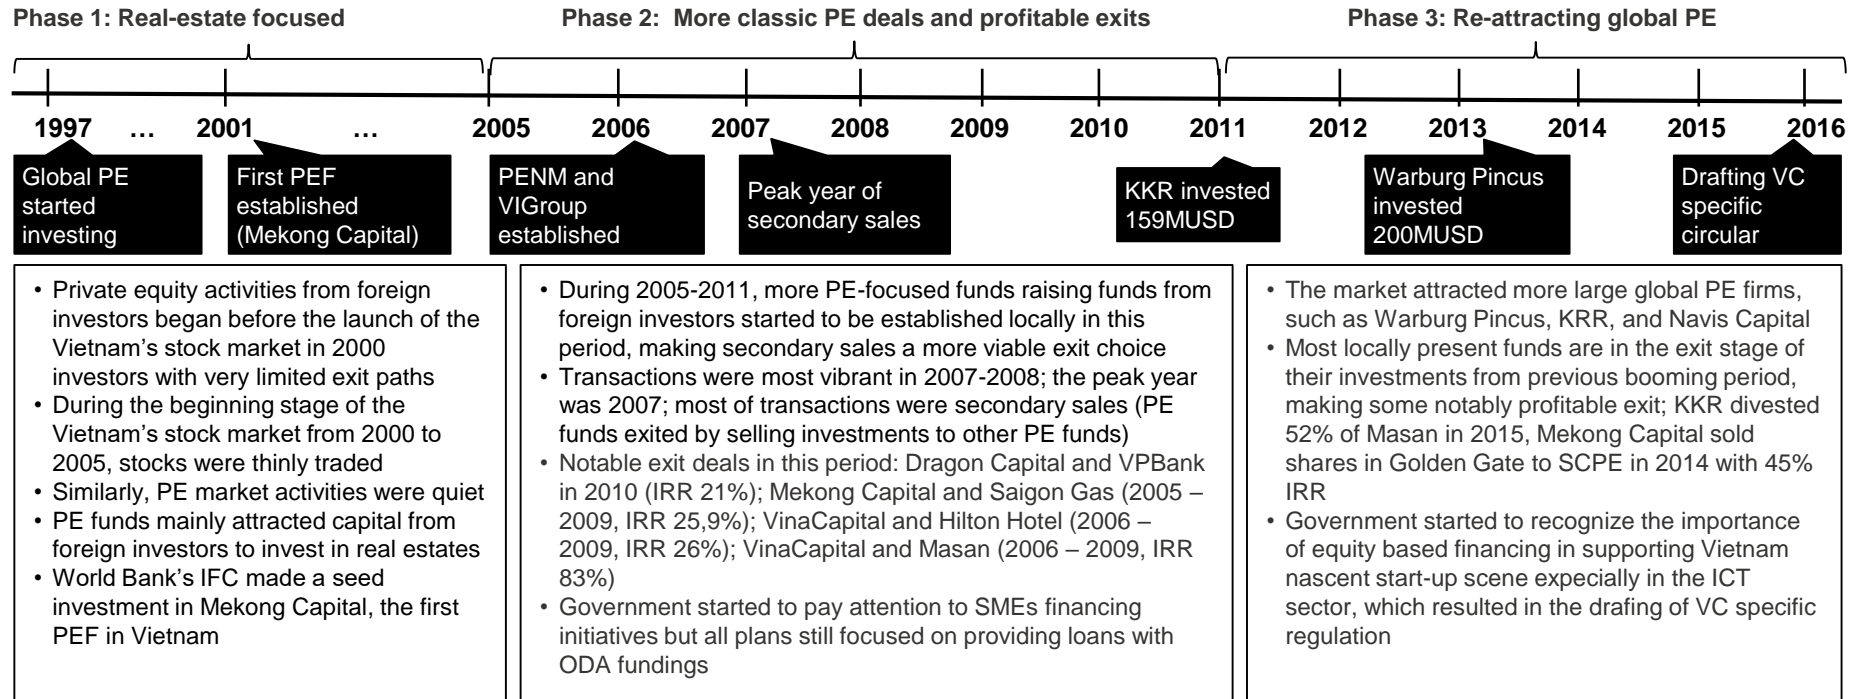 Phase 1: Real-estate focused
Phase 2:  More classic PE deals and profitable exits
Phase 3: Re-attracting global PE
1997 … 2001 … 2005 2006 2007 2008 2009 2010 2011 2012 2013 2014 2015 2016
Global PE
started
investing
First PEF
established
(Mekong Capital)
PENM and
VIGroup
established
Peak year of
secondary sales
KKR invested
159MUSD
Warburg Pincus
invested
200MUSD
Drafting VC
specific
circular
• Private equity activities from foreign
investors began before the launch of the
Vietnam’s stock market in 2000
investors with very limited exit paths
• During the beginning stage of the
Vietnam’s stock market from 2000 to
2005, stocks were thinly traded
• Similarly, PE market activities were quiet
• PE funds mainly attracted capital from
foreign investors to invest in real estates
• World Bank’s IFC made a seed
investment in Mekong Capital, the first
PEF in Vietnam
• During 2005-2011, more PE-focused funds raising funds from
foreign investors started to be established locally in this
period, making secondary sales a more viable exit choice
• Transactions were most vibrant in 2007-2008; the peak year
was 2007; most of transactions were secondary sales (PE
funds exited by selling investments to other PE funds)
• Notable exit deals in this period: Dragon Capital and VPBank
in 2010 (IRR 21%); Mekong Capital and Saigon Gas (2005 –
2009, IRR 25,9%); VinaCapital and Hilton Hotel (2006 –
2009, IRR 26%); VinaCapital and Masan (2006 – 2009, IRR
83%)
• Government started to pay attention to SMEs financing
initiatives but all plans still focused on providing loans with
ODA fundings
• The market attracted more large global PE firms,
such as Warburg Pincus, KRR, and Navis Capital
• Most locally present funds are in the exit stage of
their investments from previous booming period,
making some notably profitable exit; KKR divested
52% of Masan in 2015, Mekong Capital sold
shares in Golden Gate to SCPE in 2014 with 45%
IRR
• Government started to recognize the importance
of equity based financing in supporting Vietnam
nascent start-up scene expecially in the ICT
sector, which resulted in the drafing of VC specific
regulation